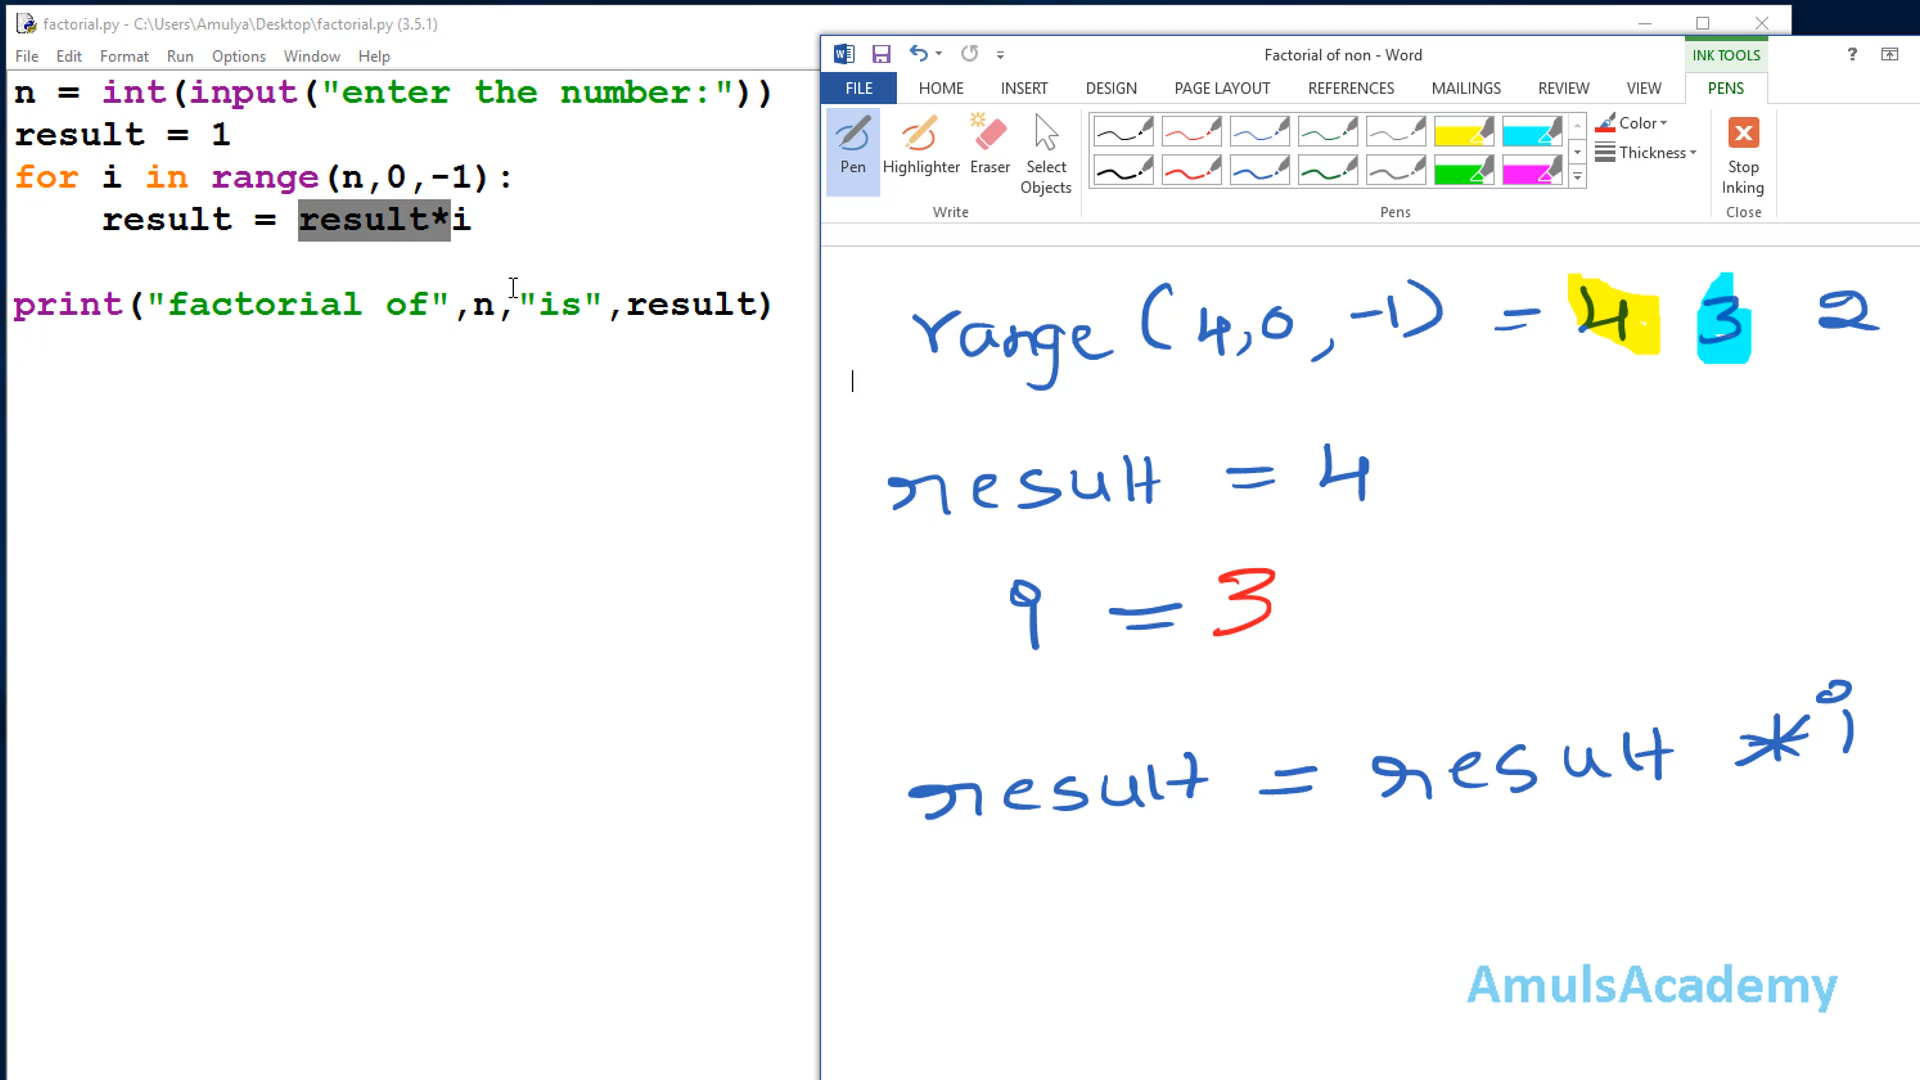 factorial.py - C:\Users\Amulya\Desktop\factorial.py (3.5.1)
File Edit Format Run Options Window Help
n = int(input("enter the number:"))
result = 1
for i in range(n,0,-1):
    result = result*i
print("factorial of",n,"is",result)
Factorial of non - Word
INK TOOLS
?
FILE HOME INSERT DESIGN PAGE LAYOUT REFERENCES MAILINGS REVIEW VIEW PENS
Pen Highlighter Eraser Select Objects
Color
Thickness
Stop Inking
Write Pens Close
range (4,0,-1) = 4 3 2
result = 4
i = 3
result = result * i
AmulsAcademy